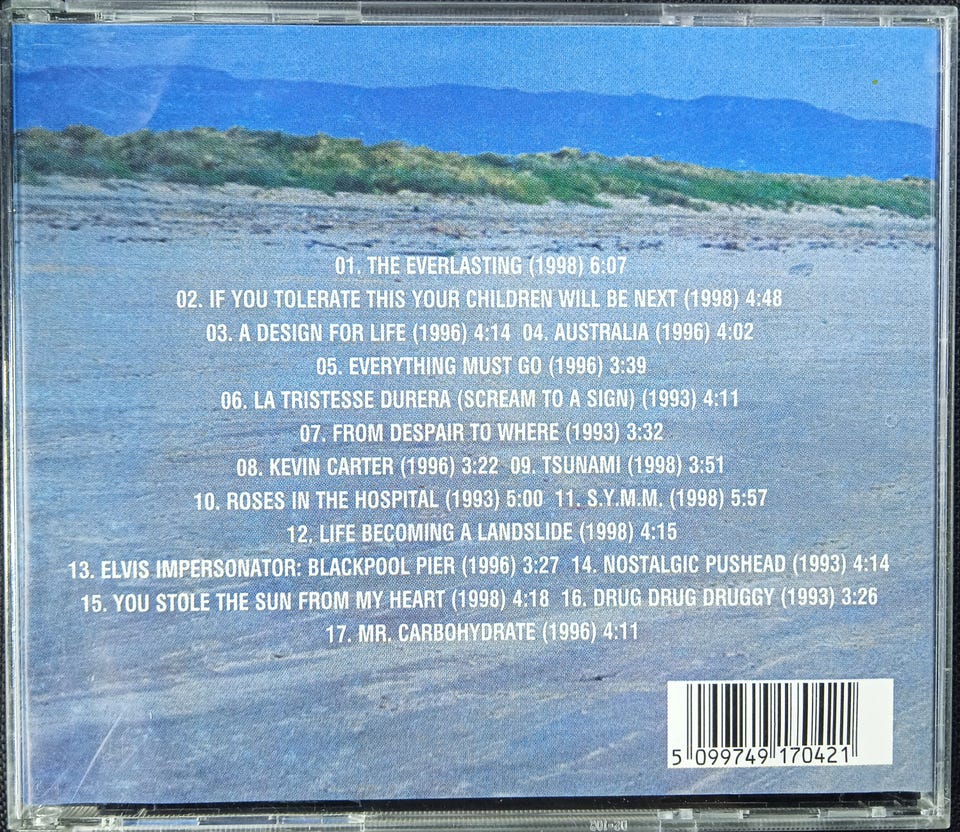 01. THE EVERLASTING (1998) 6:07
02. IF YOU TOLERATE THIS YOUR CHILDREN WILL BE NEXT (1998) 4:48
03. A DESIGN FOR LIFE (1996) 4:14 04. AUSTRALIA (1996) 4:02
05. EVERYTHING MUST GO (1996) 3:39
06. LA TRISTESSE DURERA (SCREAM TO A SIGN) (1993) 4:11
07. FROM DESPAIR TO WHERE (1993) 3:32
08. KEVIN CARTER (1996) 3:22 09. TSUNAMI (1998) 3:51
10. ROSES IN THE HOSPITAL (1993) 5:00 11. S.Y.M.M. (1998) 5:57
12. LIFE BECOMING A LANDSLIDE (1998) 4:15
13. ELVIS IMPERSONATOR: BLACKPOOL PIER (1996) 3:27 14. NOSTALGIC PUSHEAD (1993) 4:14
15. YOU STOLE THE SUN FROM MY HEART (1998) 4:18 16. DRUG DRUG DRUGGY (1993) 3:26
17. MR. CARBOHYDRATE (1996) 4:11
5 099749 170421